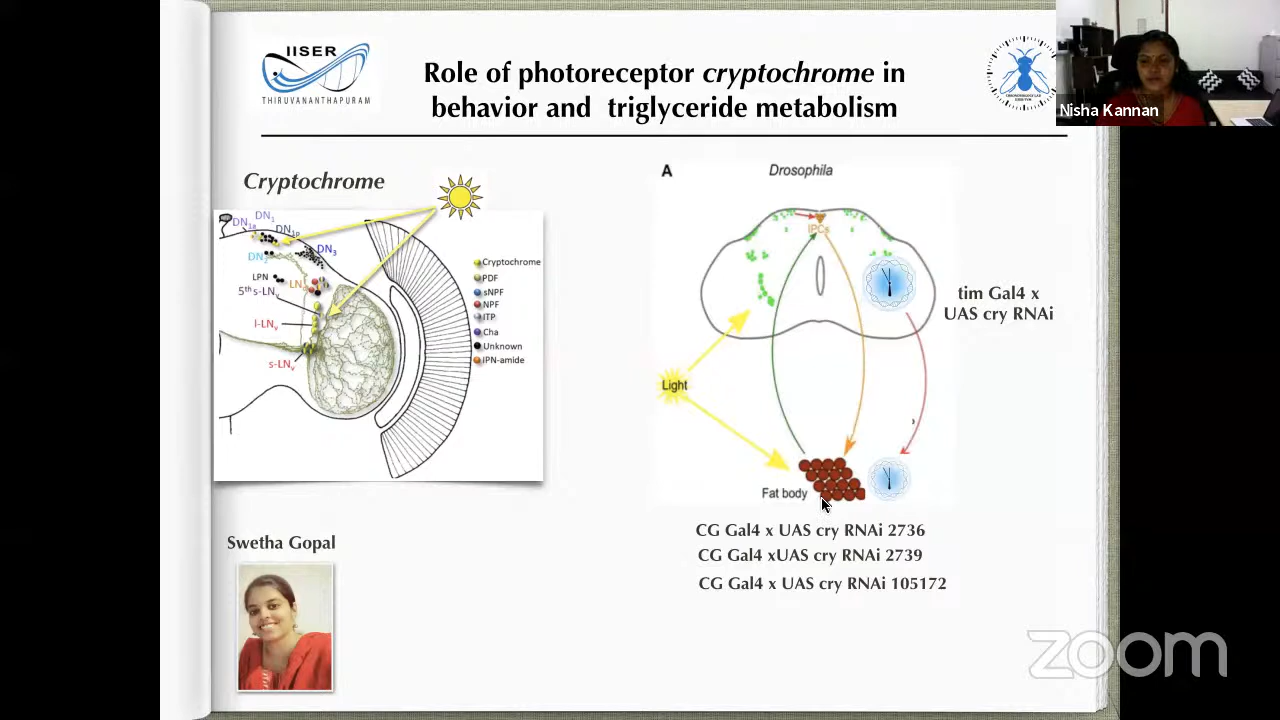 IISER
THIRUVANANTHAPURAM
Role of photoreceptor cryptochrome in
behavior and triglyceride metabolism
Nisha Kannan
Cryptochrome
DN1
DN1a
DN1p
DN3
DN2
LPN
5th s-LNv
l-LNv
s-LNv
Cryptochrome
PDF
sNPF
NPF
ITP
Cha
Unknown
IPN-amide
A
Drosophila
IPCs
tim Gal4 x
UAS cry RNAi
Light
Fat body
CG Gal4 x UAS cry RNAi 2736
CG Gal4 xUAS cry RNAi 2739
CG Gal4 x UAS cry RNAi 105172
Swetha Gopal
zoom